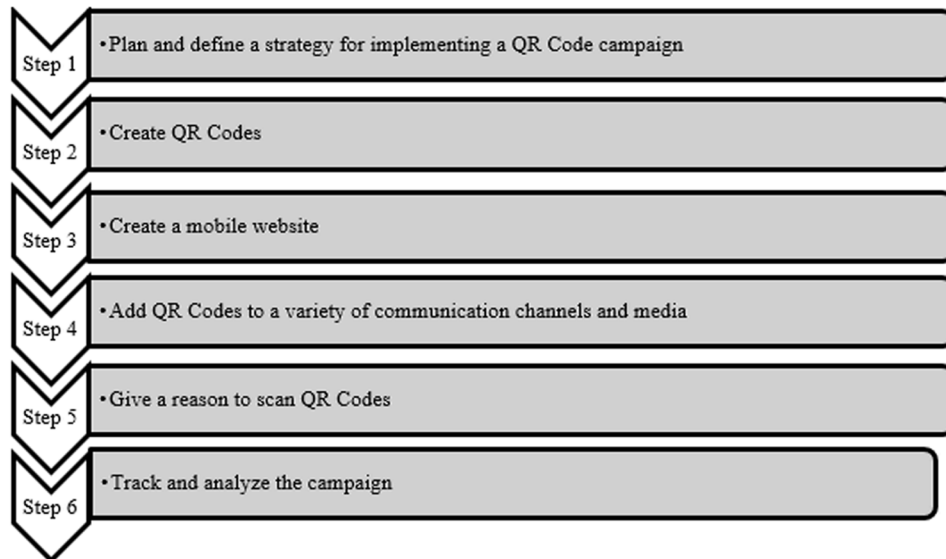 Step 1
•Plan and define a strategy for implementing a QR Code campaign
Step 2
•Create QR Codes
Step 3
•Create a mobile website
Step 4
•Add QR Codes to a variety of communication channels and media
Step 5
•Give a reason to scan QR Codes
Step 6
•Track and analyze the campaign